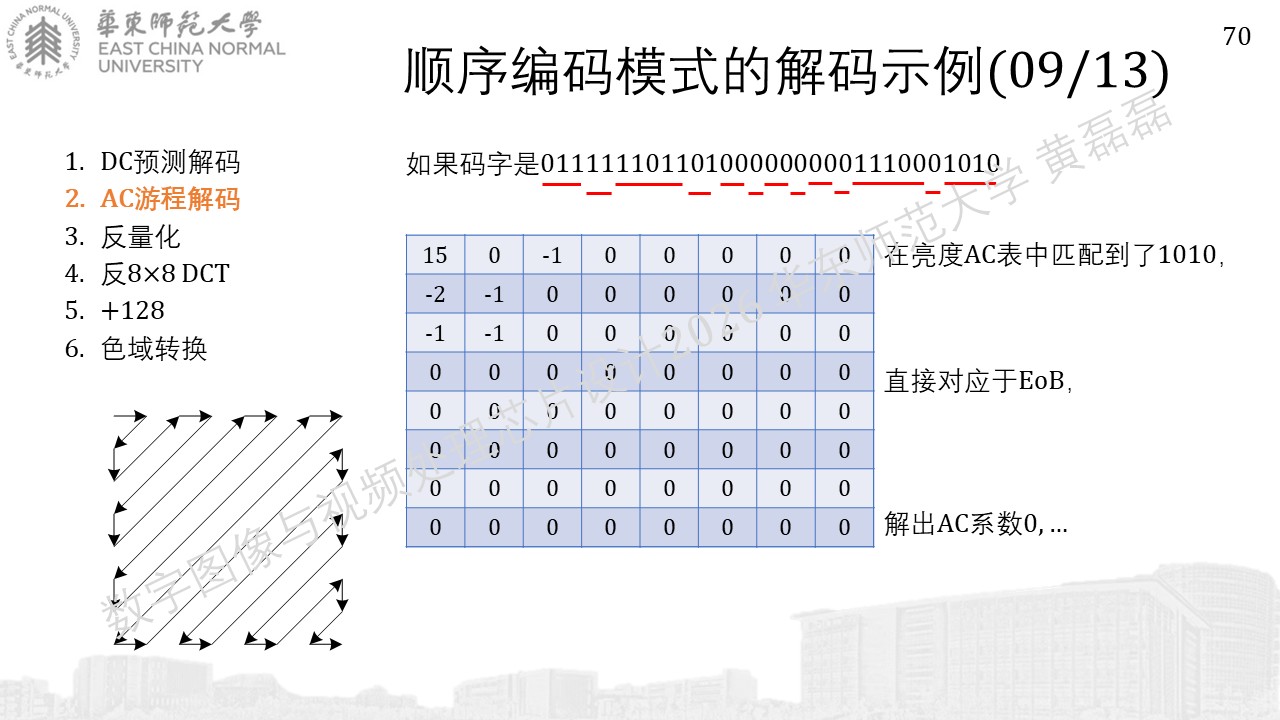 華東師範大學
EAST CHINA NORMAL
UNIVERSITY
70
顺序编码模式的解码示例(09/13)
1. DC预测解码
2. AC游程解码
3. 反量化
4. 反8×8 DCT
5. +128
6. 色域转换
如果码字是0111111011010000000001110001010
15 0 -1 0 0 0 0 0
-2 -1 0 0 0 0 0 0
-1 -1 0 0 0 0 0 0
0 0 0 0 0 0 0 0
0 0 0 0 0 0 0 0
0 0 0 0 0 0 0 0
0 0 0 0 0 0 0 0
0 0 0 0 0 0 0 0
在亮度AC表中匹配到了1010,
直接对应于EoB,
解出AC系数0, …
数字图像与视频处理芯片设计2026 华东师范大学 黄磊磊